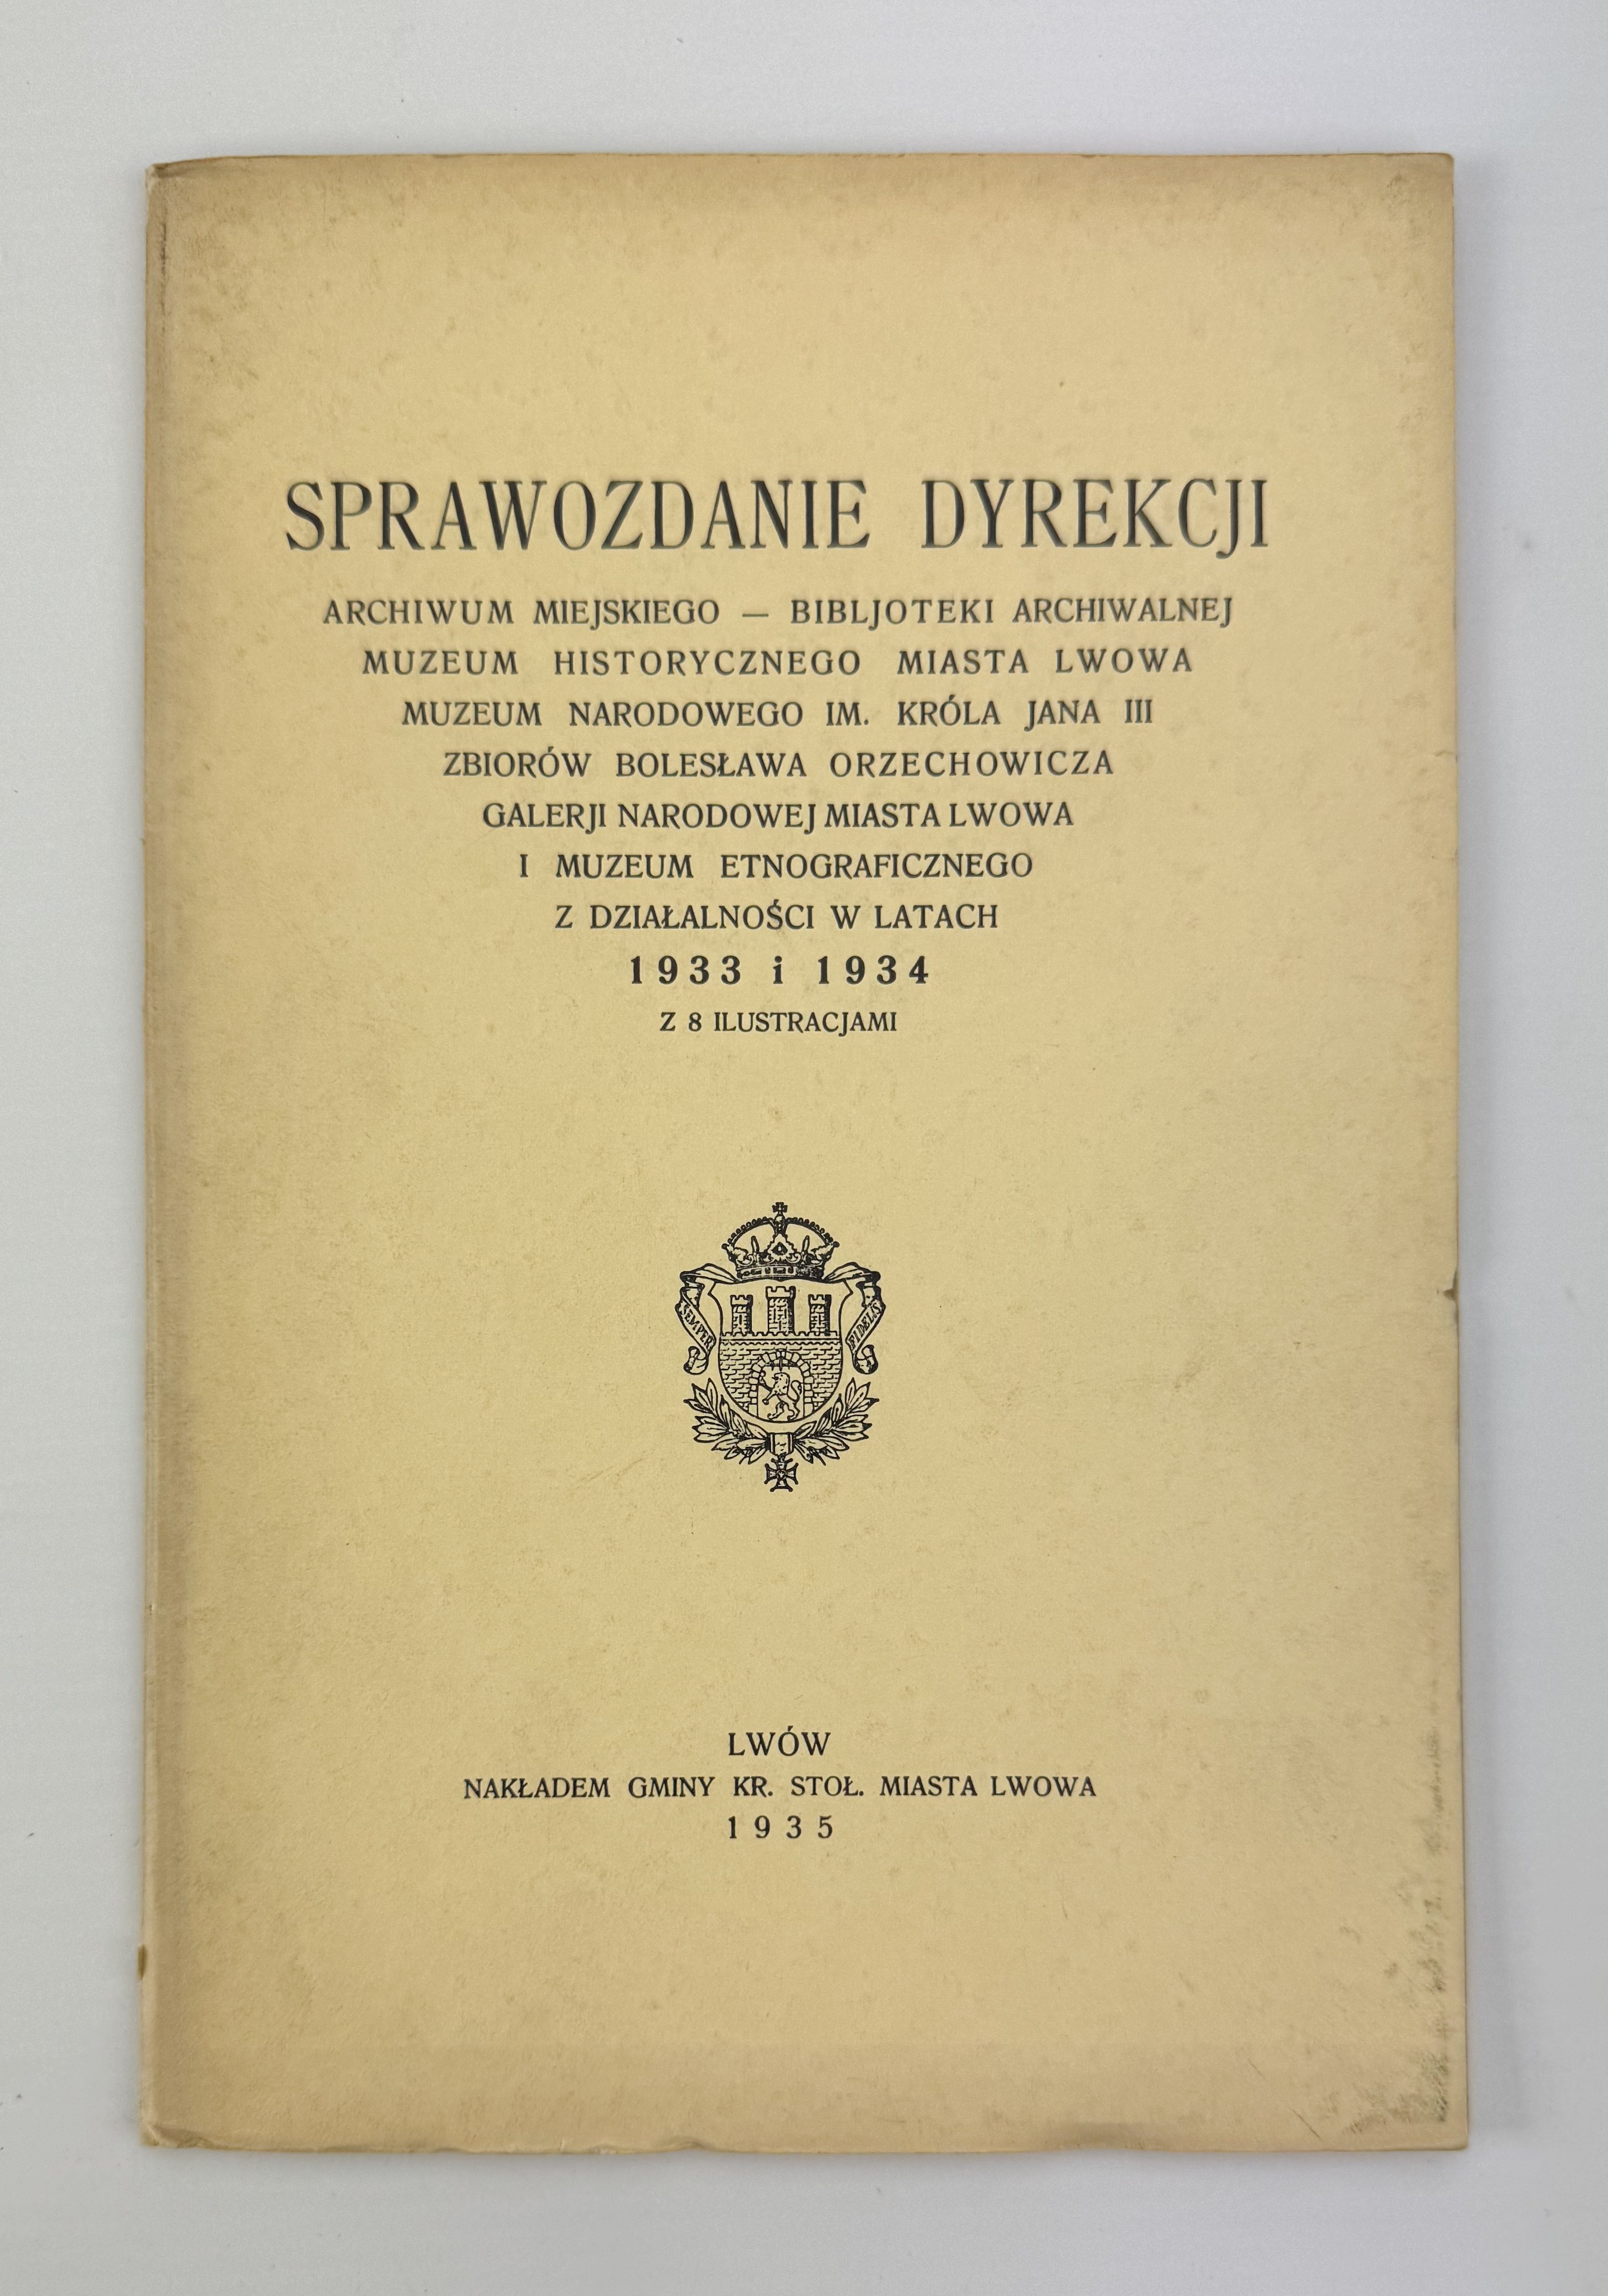 SPRAWOZDANIE DYREKCJI
ARCHIWUM MIEJSKIEGO — BIBLJOTEKI ARCHIWALNEJ
MUZEUM HISTORYCZNEGO MIASTA LWOWA
MUZEUM NARODOWEGO IM. KRÓLA JANA III
ZBIORÓW BOLESŁAWA ORZECHOWICZA
GALERJI NARODOWEJ MIASTA LWOWA
I MUZEUM ETNOGRAFICZNEGO
Z DZIAŁALNOŚCI W LATACH
1933 i 1934
Z 8 ILUSTRACJAMI
SEMPER FIDELIS
LWÓW
NAKŁADEM GMINY KR. STOŁ. MIASTA LWOWA
1935